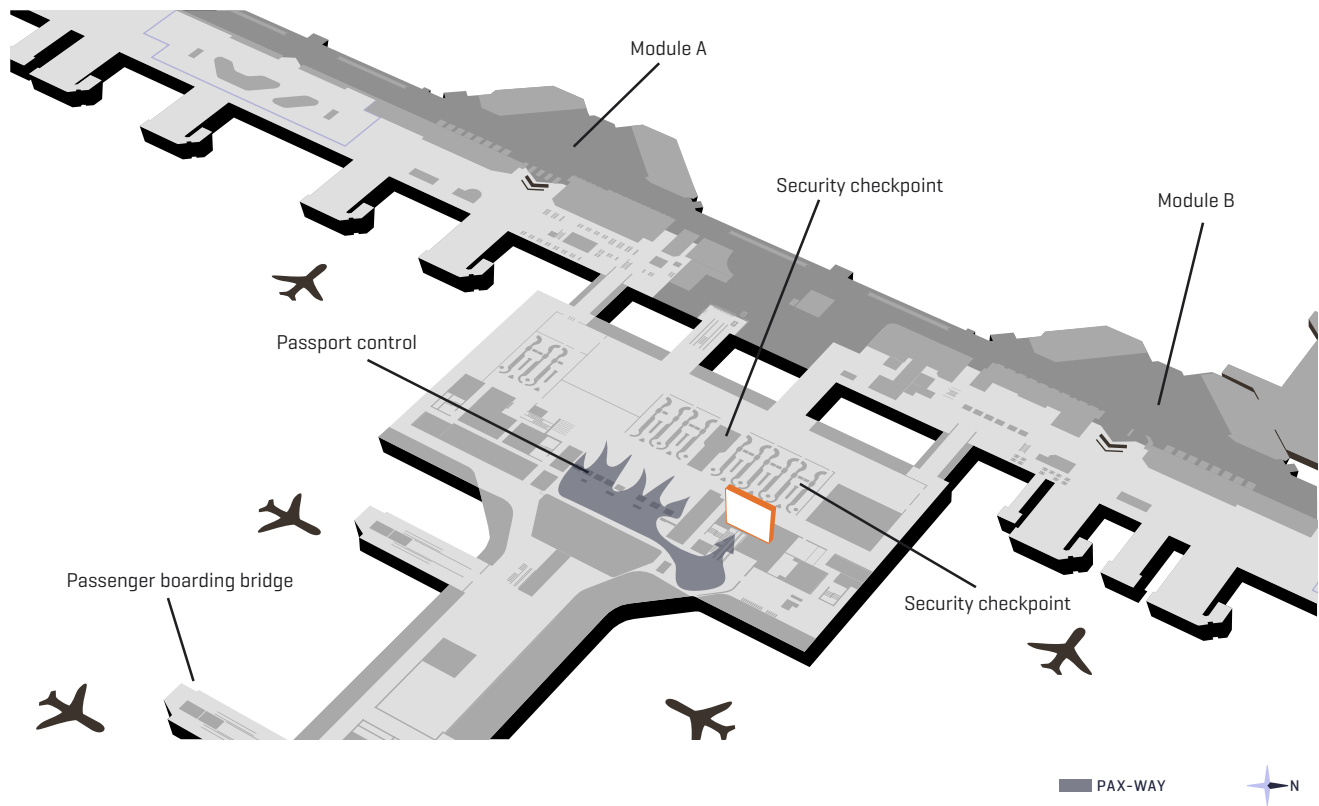 Module A
Security checkpoint
Module B
Passport control
Passenger boarding bridge
Security checkpoint
PAX-WAY
N